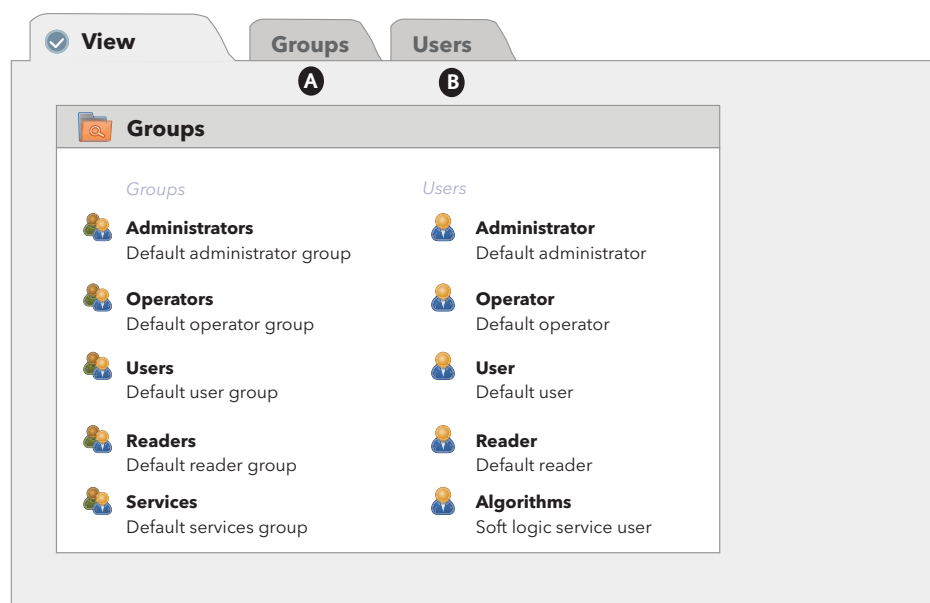 View Groups Users
A B
Groups
Groups Users
Administrators Administrator
Default administrator group Default administrator
Operators Operator
Default operator group Default operator
Users User
Default user group Default user
Readers Reader
Default reader group Default reader
Services Algorithms
Default services group Soft logic service user